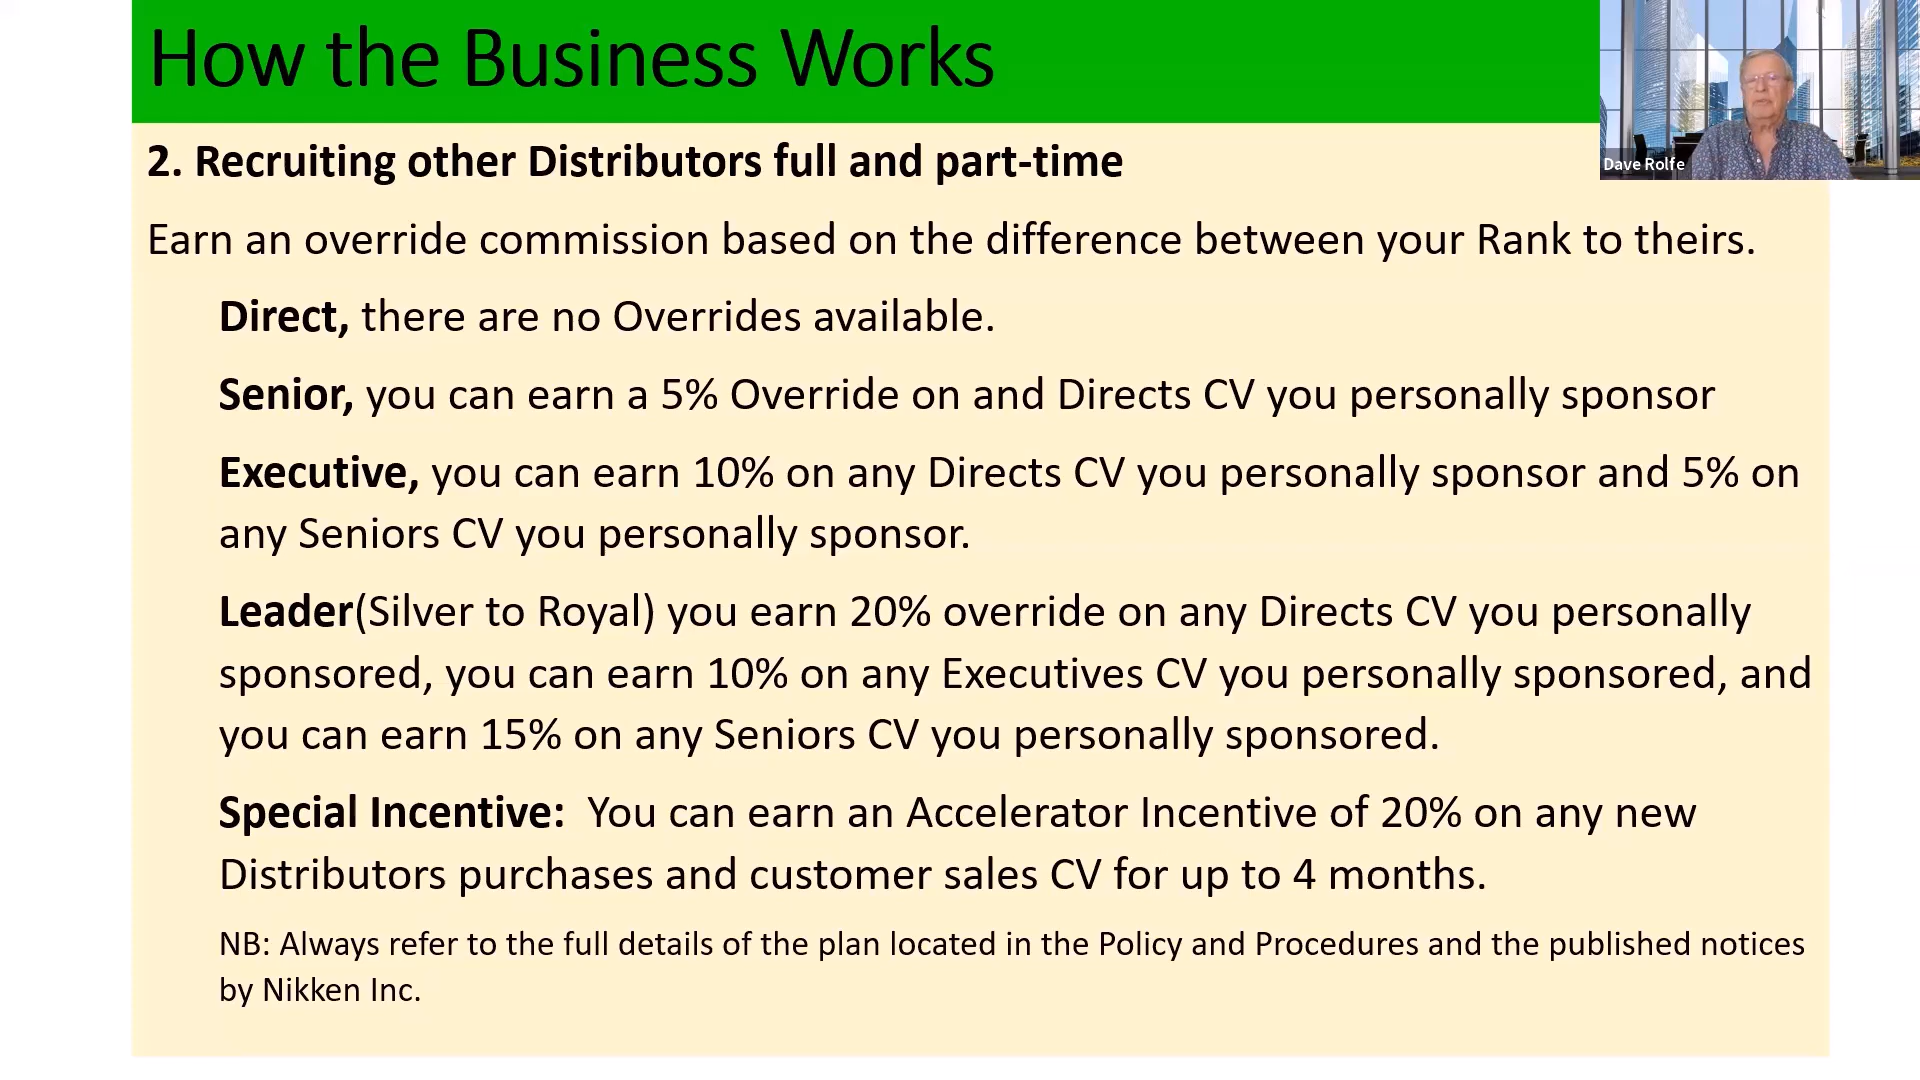 How the Business Works
Dave Rolfe
2. Recruiting other Distributors full and part-time
Earn an override commission based on the difference between your Rank to theirs.
Direct, there are no Overrides available.
Senior, you can earn a 5% Override on and Directs CV you personally sponsor
Executive, you can earn 10% on any Directs CV you personally sponsor and 5% on
any Seniors CV you personally sponsor.
Leader(Silver to Royal) you earn 20% override on any Directs CV you personally
sponsored, you can earn 10% on any Executives CV you personally sponsored, and
you can earn 15% on any Seniors CV you personally sponsored.
Special Incentive:  You can earn an Accelerator Incentive of 20% on any new
Distributors purchases and customer sales CV for up to 4 months.
NB: Always refer to the full details of the plan located in the Policy and Procedures and the published notices
by Nikken Inc.